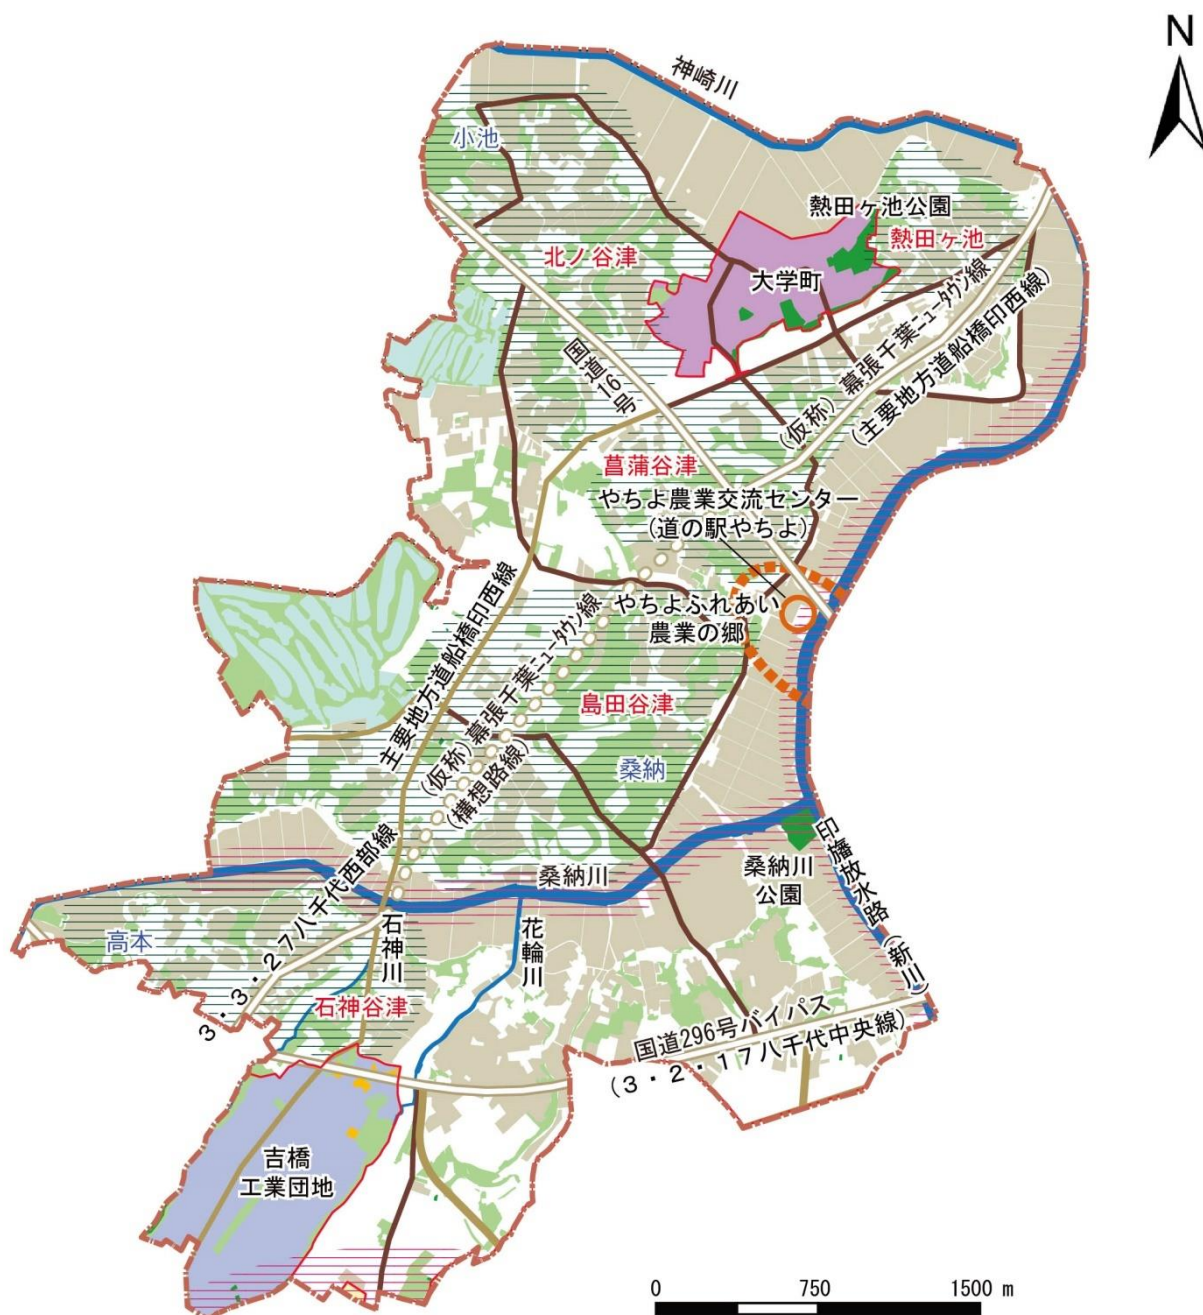 N
神崎川
小池
熱田ヶ池公園
熱田ヶ池
北ノ谷津
大学町
国道16号
(仮称)幕張千葉ニュータウン線
(主要地方道船橋印西線)
菖蒲谷津
やちよ農業交流センター
(道の駅やちよ)
やちよふれあい
農業の郷
主要地方道船橋印西線
(仮称)幕張千葉ニュータウン線
(構想路線)
島田谷津
桑納
3・3・27八千代西部線
桑納川
桑納川
公園
印旛放水路(新川)
高本
石神川
花輪川
石神谷津
国道296号バイパス
(3・2・17八千代中央線)
吉橋
工業団地
0 750 1500 m